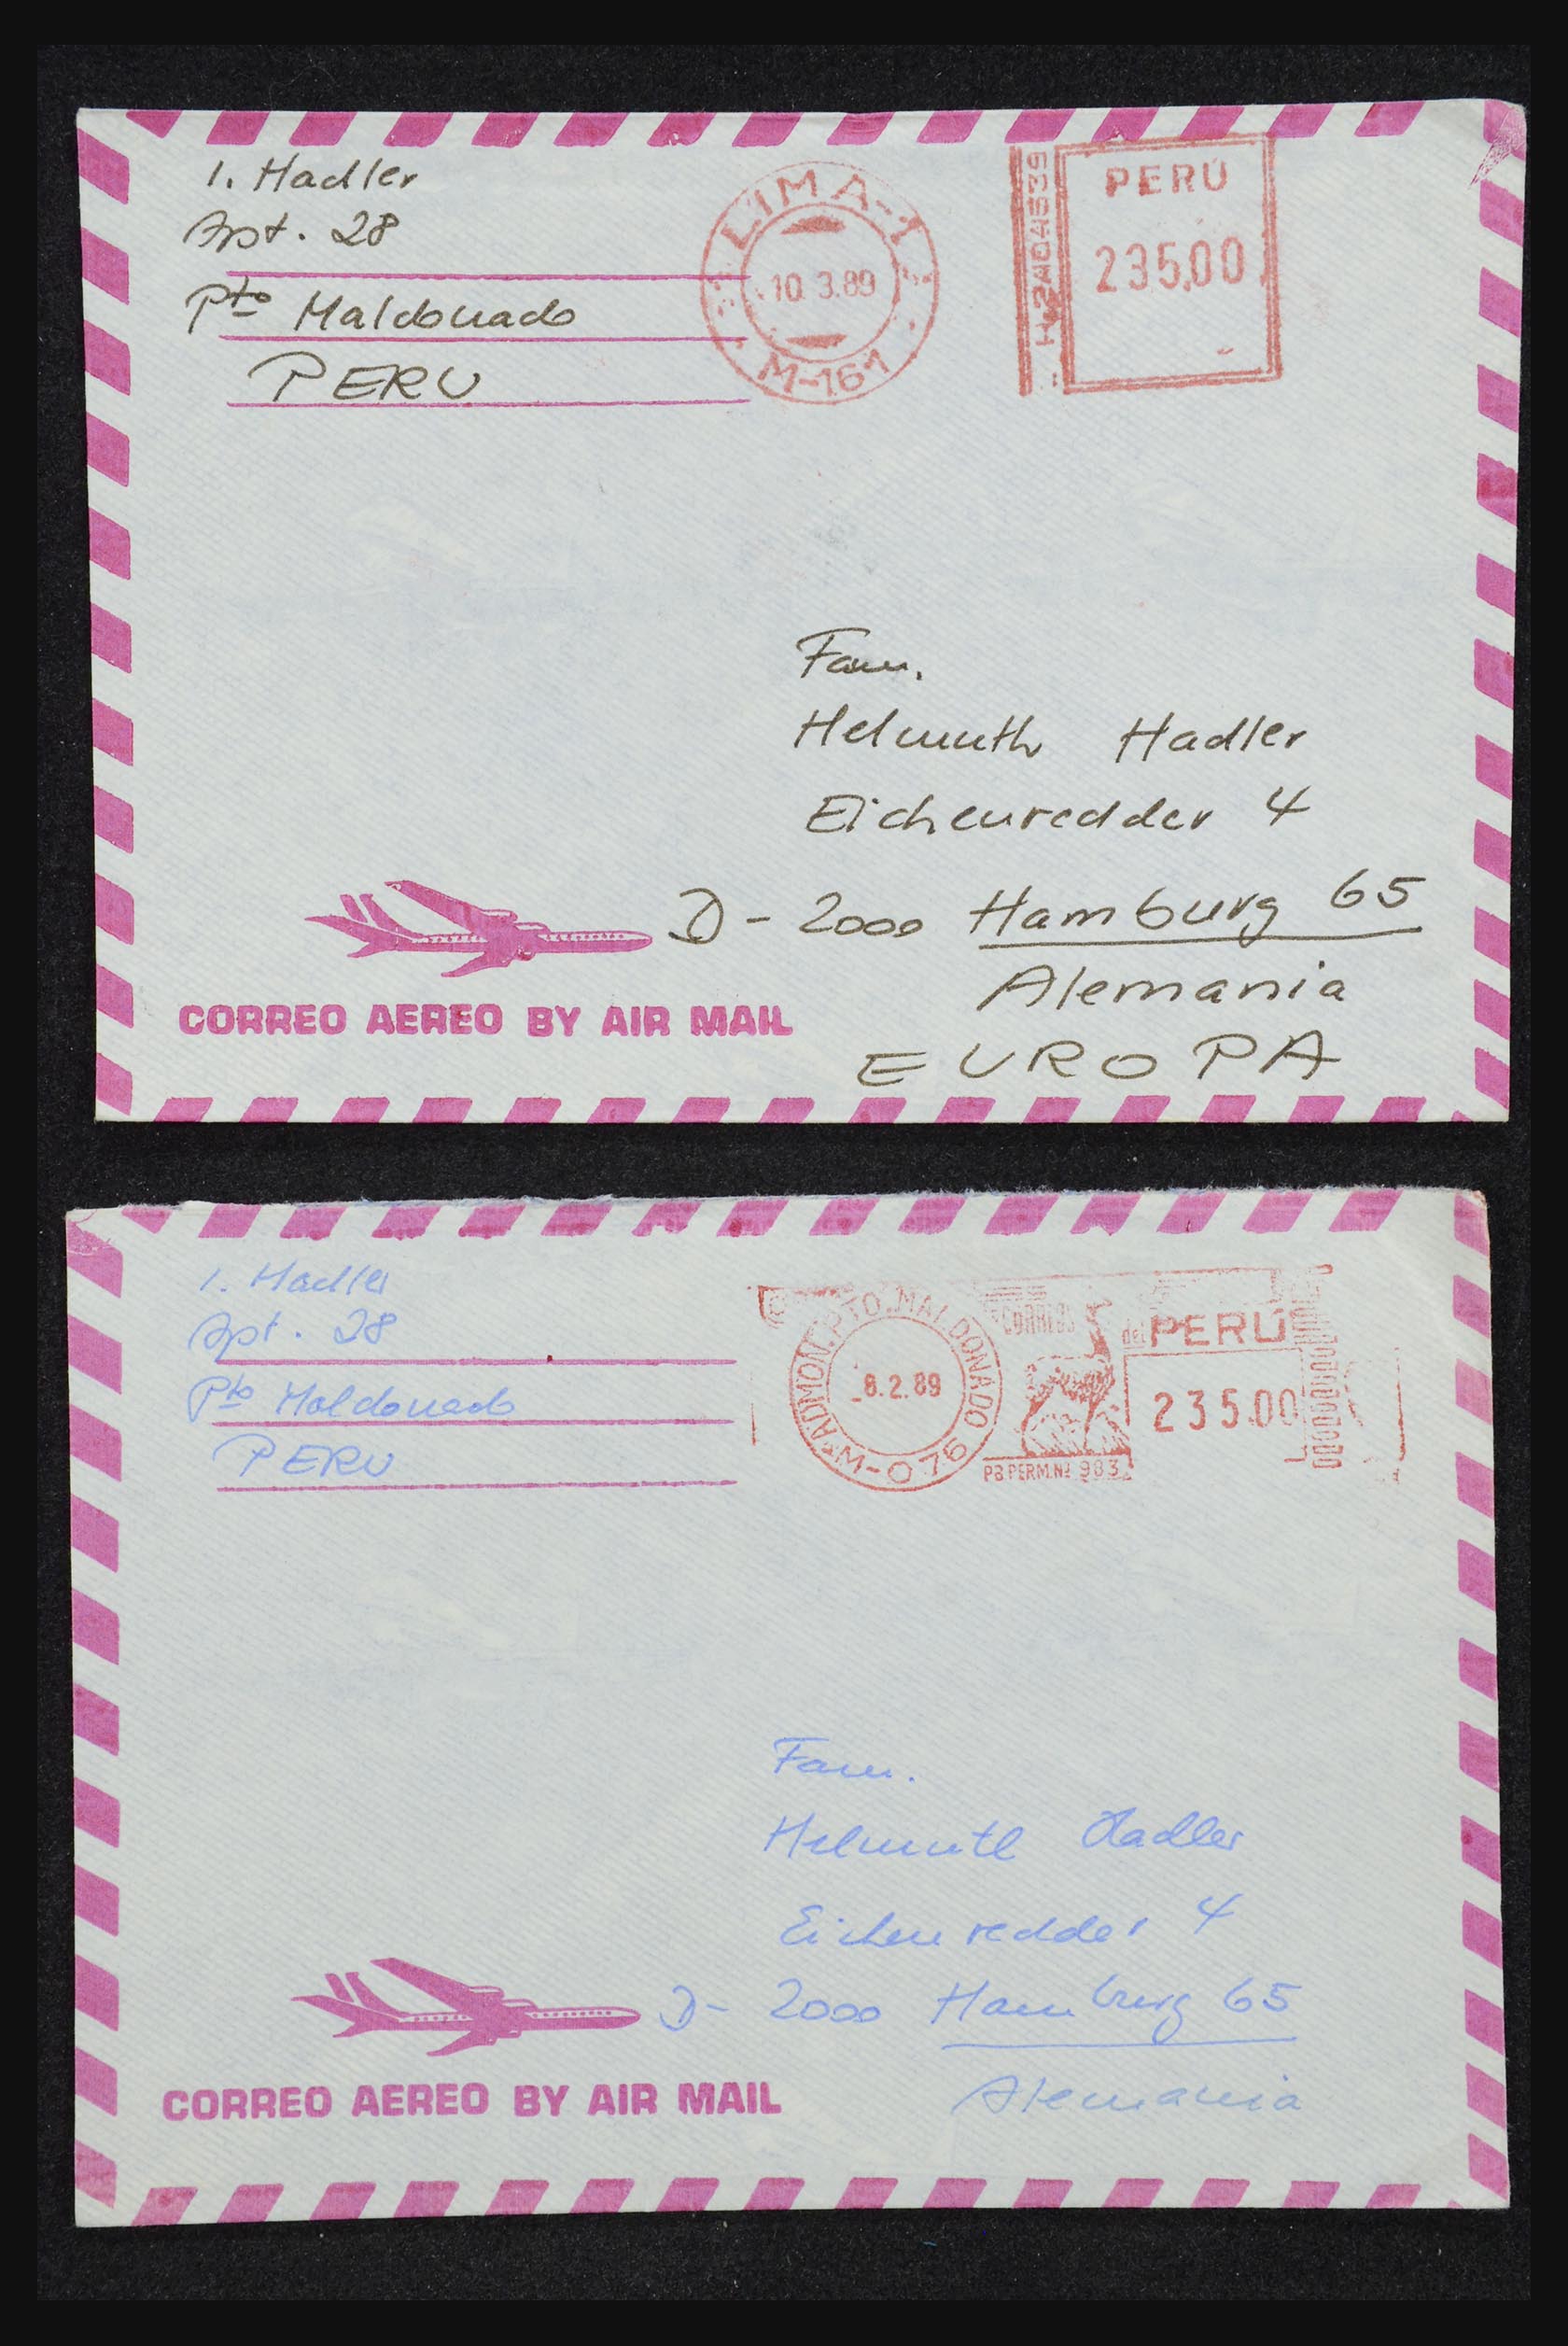 I. Hadler
Apt. 28
Pto Maldonado
PERU
LIMA-1
10.3.89
M-161
PERÚ
235,00
Fam.
Helmuth Hadler
Eichenredder 4
D - 2000 Hamburg 65
Alemania
EUROPA
CORREO AEREO BY AIR MAIL
I. Hadler
Apt. 28
Pto Maldonado
PERU
ADMON. PTO. MALDONADO
8.2.89
M-076
CORREOS del PERÚ
235.00
PB PERM.Nº 983
Fam.
Helmuth Hadler
Eichenredder 4
D- 2000 Hamburg 65
Alemania
CORREO AEREO BY AIR MAIL